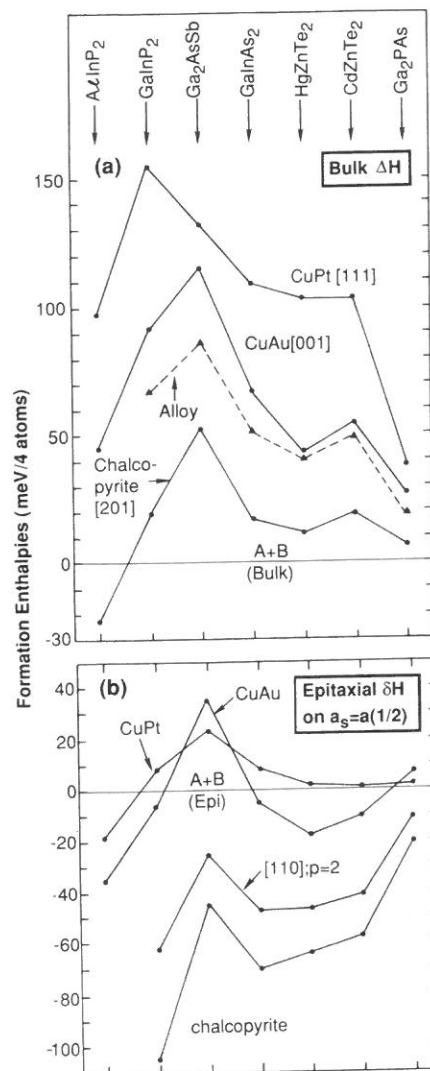 AℓInP2
GaInP2
Ga2AsSb
GaInAs2
HgZnTe2
CdZnTe2
Ga2PAs
(a)
Bulk ΔH
150
100
50
0
-30
CuPt [111]
CuAu[001]
Alloy
Chalco-
pyrite
[201]
A+B
(Bulk)
Formation Enthalpies (meV/4 atoms)
(b)
CuAu
Epitaxial δH
on as=a(1/2)
CuPt
40
20
0
-20
-40
-60
-80
-100
A+B
(Epi)
[110];p=2
chalcopyrite